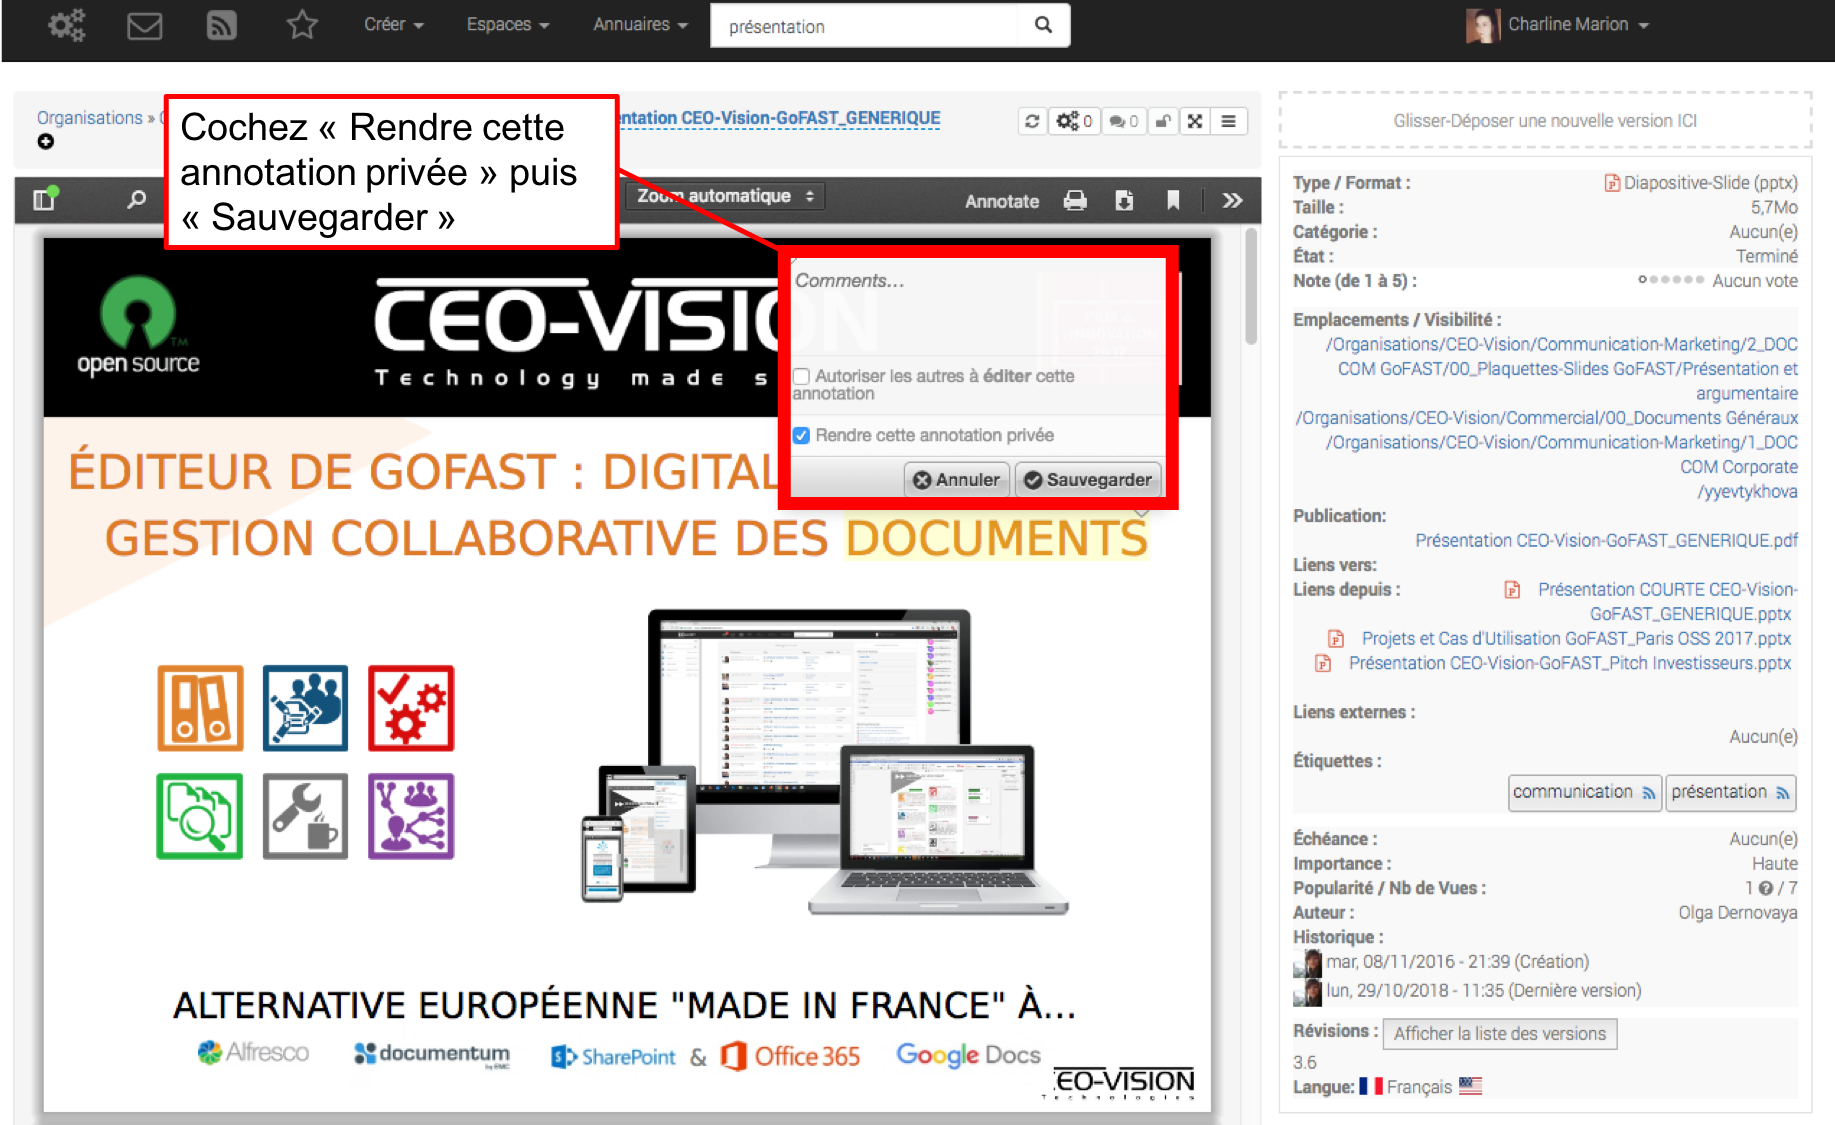 Créer
Espaces
Annuaires
présentation
Charline Marion
Organisations »
ntation CEO-Vision-GoFAST_GENERIQUE
0
0
Cochez « Rendre cette
annotation privée » puis
« Sauvegarder »
Zoom automatique
Annotate
open source
TM
CEO-VISION
Technology made s
Comments...
Autoriser les autres à éditer cette
annotation
Rendre cette annotation privée
Annuler
Sauvegarder
ÉDITEUR DE GOFAST : DIGITAL
GESTION COLLABORATIVE DES DOCUMENTS
ALTERNATIVE EUROPÉENNE "MADE IN FRANCE" À...
Alfresco
documentum
by EMC
SharePoint & Office 365
Google Docs
CEO-VISION
Technologies
Glisser-Déposer une nouvelle version ICI
Type / Format : Diapositive-Slide (pptx)
Taille : 5,7Mo
Catégorie : Aucun(e)
État : Terminé
Note (de 1 à 5) : Aucun vote
Emplacements / Visibilité :
/Organisations/CEO-Vision/Communication-Marketing/2_DOC
COM GoFAST/00_Plaquettes-Slides GoFAST/Présentation et
argumentaire
/Organisations/CEO-Vision/Commercial/00_Documents Généraux
/Organisations/CEO-Vision/Communication-Marketing/1_DOC
COM Corporate
/yyevtykhova
Publication:
Présentation CEO-Vision-GoFAST_GENERIQUE.pdf
Liens vers:
Liens depuis : Présentation COURTE CEO-Vision-
GoFAST_GENERIQUE.pptx
Projets et Cas d'Utilisation GoFAST_Paris OSS 2017.pptx
Présentation CEO-Vision-GoFAST_Pitch Investisseurs.pptx
Liens externes :
Aucun(e)
Étiquettes :
communication
présentation
Échéance : Aucun(e)
Importance : Haute
Popularité / Nb de Vues : 1 / 7
Auteur : Olga Dernovaya
Historique :
mar, 08/11/2016 - 21:39 (Création)
lun, 29/10/2018 - 11:35 (Dernière version)
Révisions : Afficher la liste des versions
3.6
Langue: Français